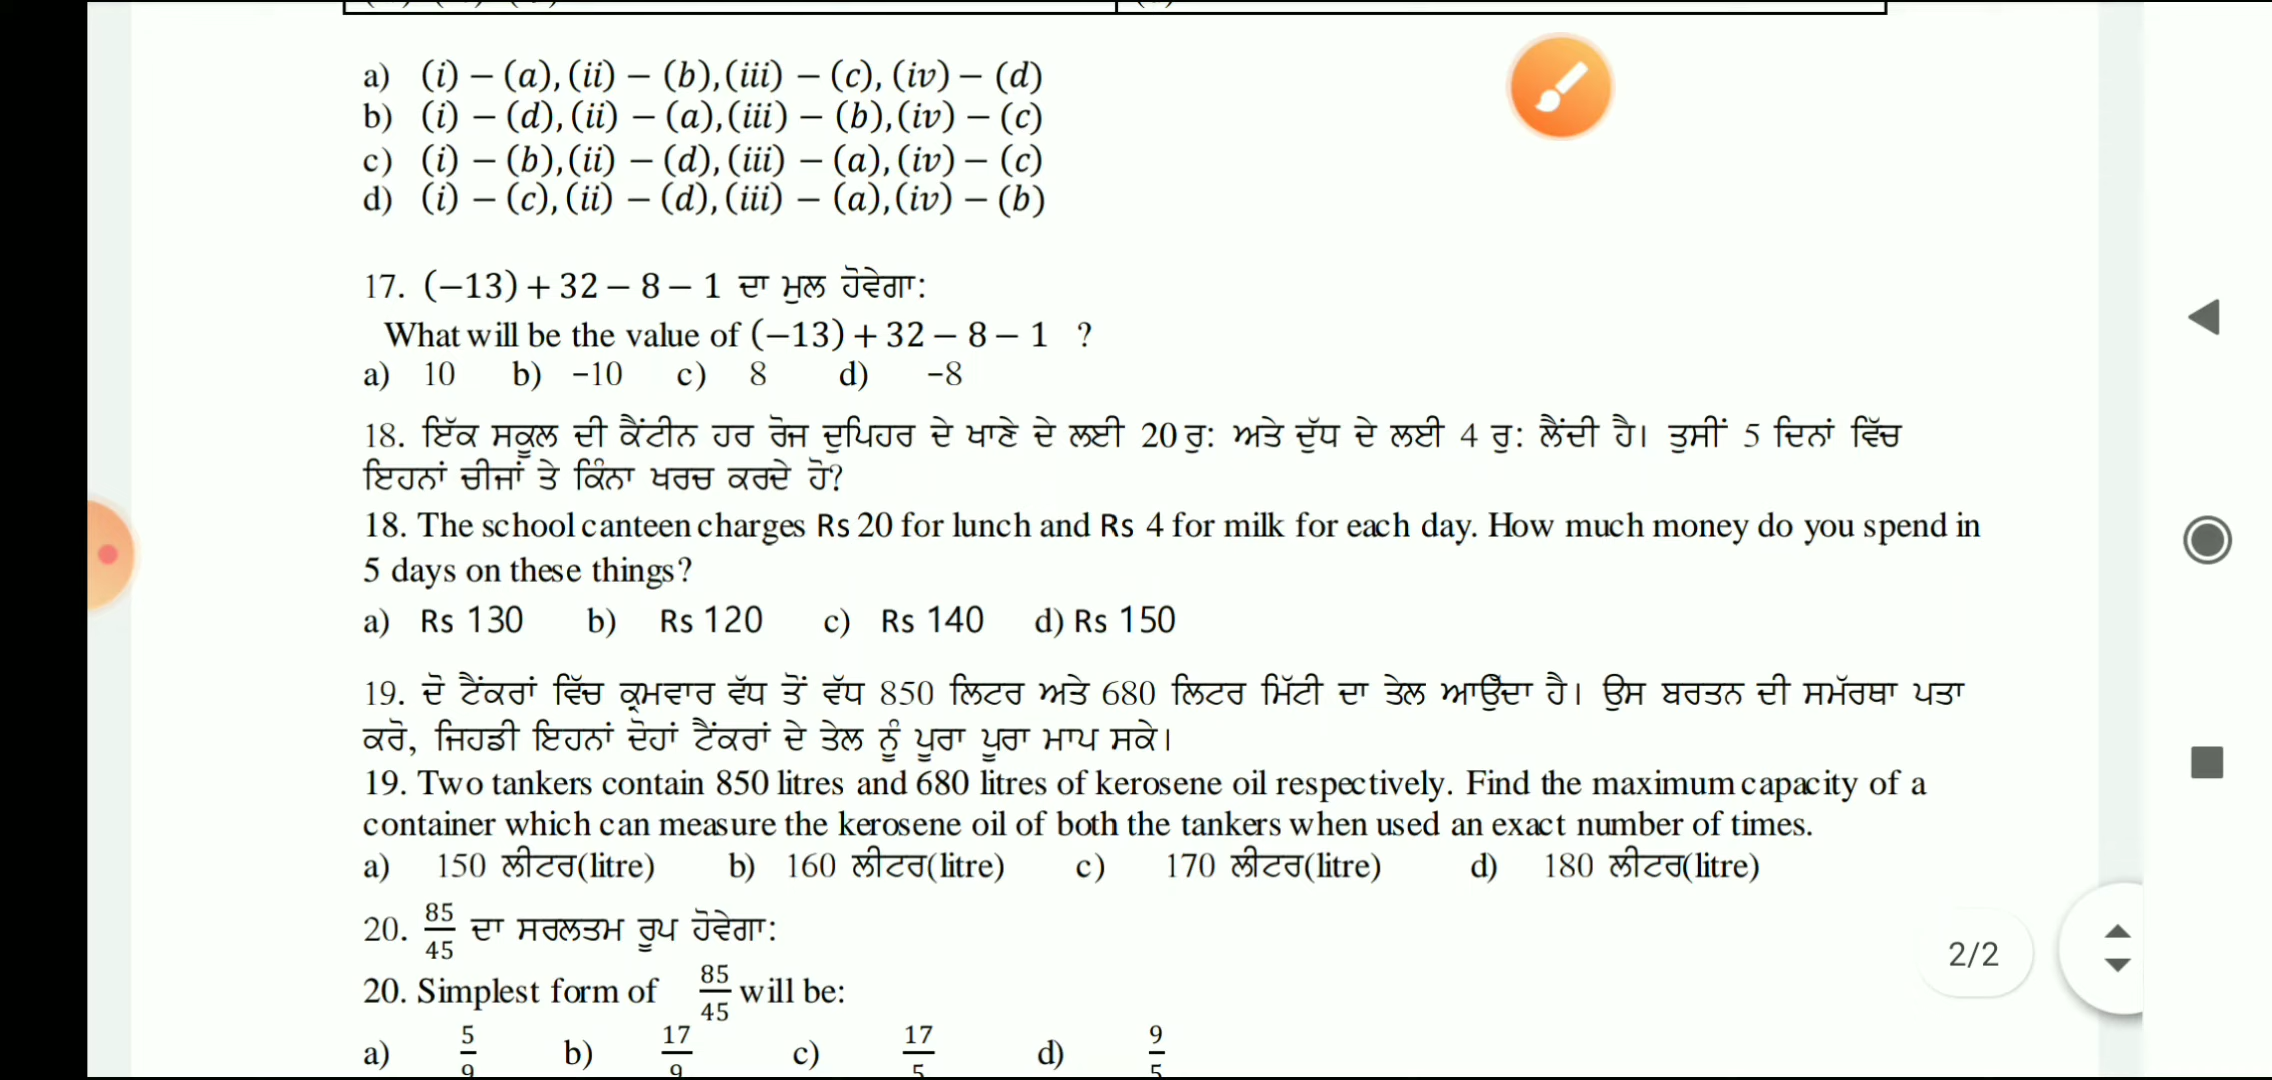 a) (i) – (a), (ii) – (b), (iii) – (c), (iv) – (d)
b) (i) – (d), (ii) – (a), (iii) – (b), (iv) – (c)
c) (i) – (b), (ii) – (d), (iii) – (a), (iv) – (c)
d) (i) – (c), (ii) – (d), (iii) – (a), (iv) – (b)
17. (−13) + 32 − 8 − 1 ਦਾ ਮੁਲ ਹੋਵੇਗਾ:
What will be the value of (−13) + 32 − 8 − 1 ?
a) 10 b) −10 c) 8 d) −8
18. ਇੱਕ ਸਕੂਲ ਦੀ ਕੈਂਟੀਨ ਹਰ ਰੋਜ ਦੁਪਿਹਰ ਦੇ ਖਾਣੇ ਦੇ ਲਈ 20 ਰੁ: ਅਤੇ ਦੁੱਧ ਦੇ ਲਈ 4 ਰੁ: ਲੈਂਦੀ ਹੈ। ਤੁਸੀਂ 5 ਦਿਨਾਂ ਵਿੱਚ
ਇਹਨਾਂ ਚੀਜਾਂ ਤੇ ਕਿੰਨਾ ਖਰਚ ਕਰਦੇ ਹੋ?
18. The school canteen charges Rs 20 for lunch and Rs 4 for milk for each day. How much money do you spend in
5 days on these things?
a) Rs 130 b) Rs 120 c) Rs 140 d) Rs 150
19. ਦੋ ਟੈਂਕਰਾਂ ਵਿੱਚ ਕ੍ਰਮਵਾਰ ਵੱਧ ਤੋਂ ਵੱਧ 850 ਲਿਟਰ ਅਤੇ 680 ਲਿਟਰ ਮਿੱਟੀ ਦਾ ਤੇਲ ਆਉਂਦਾ ਹੈ। ਉਸ ਬਰਤਨ ਦੀ ਸਮੱਰਥਾ ਪਤਾ
ਕਰੋ, ਜਿਹਡੀ ਇਹਨਾਂ ਦੋਹਾਂ ਟੈਂਕਰਾਂ ਦੇ ਤੇਲ ਨੂੰ ਪੂਰਾ ਪੂਰਾ ਮਾਪ ਸਕੇ।
19. Two tankers contain 850 litres and 680 litres of kerosene oil respectively. Find the maximum capacity of a
container which can measure the kerosene oil of both the tankers when used an exact number of times.
a) 150 ਲੀਟਰ(litre) b) 160 ਲੀਟਰ(litre) c) 170 ਲੀਟਰ(litre) d) 180 ਲੀਟਰ(litre)
20. 85/45 ਦਾ ਸਰਲਤਮ ਰੂਪ ਹੋਵੇਗਾ:
2/2
20. Simplest form of 85/45 will be:
a) 5/9 b) 17/9 c) 17/5 d) 9/5